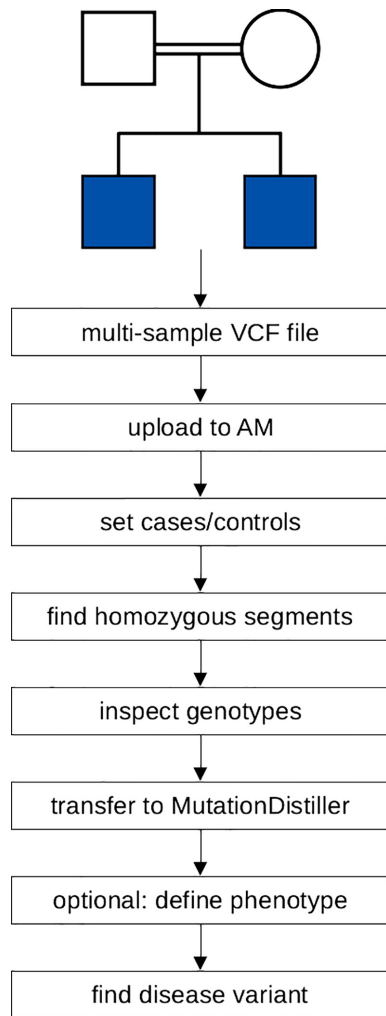 multi-sample VCF file
upload to AM
set cases/controls
find homozygous segments
inspect genotypes
transfer to MutationDistiller
optional: define phenotype
find disease variant